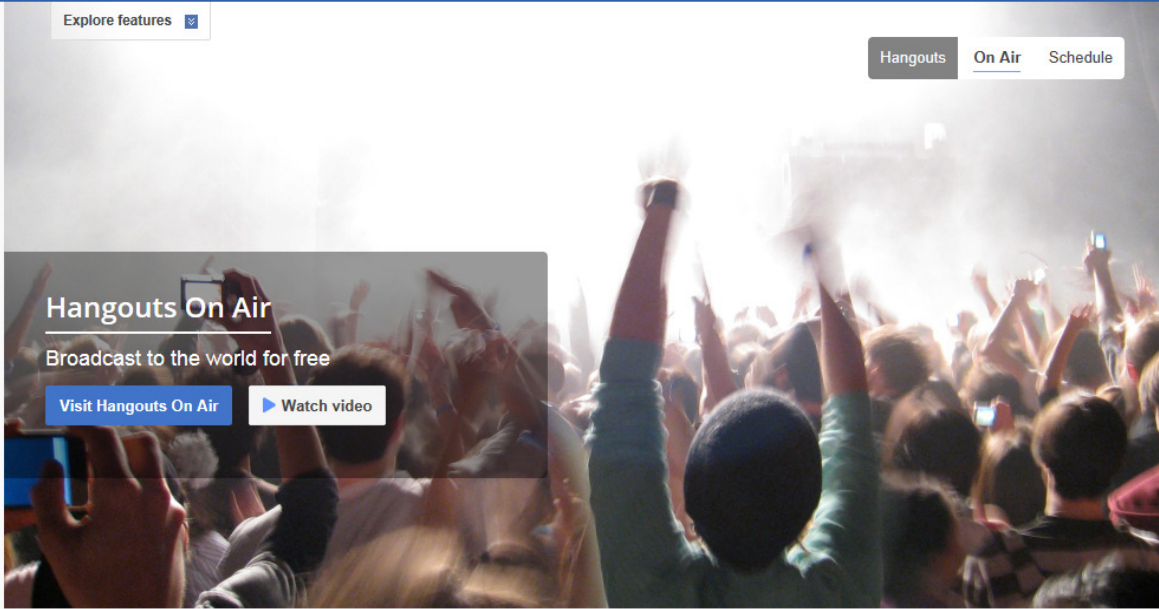 Explore features
Hangouts On Air Schedule
Hangouts On Air
Broadcast to the world for free
Visit Hangouts On Air Watch video